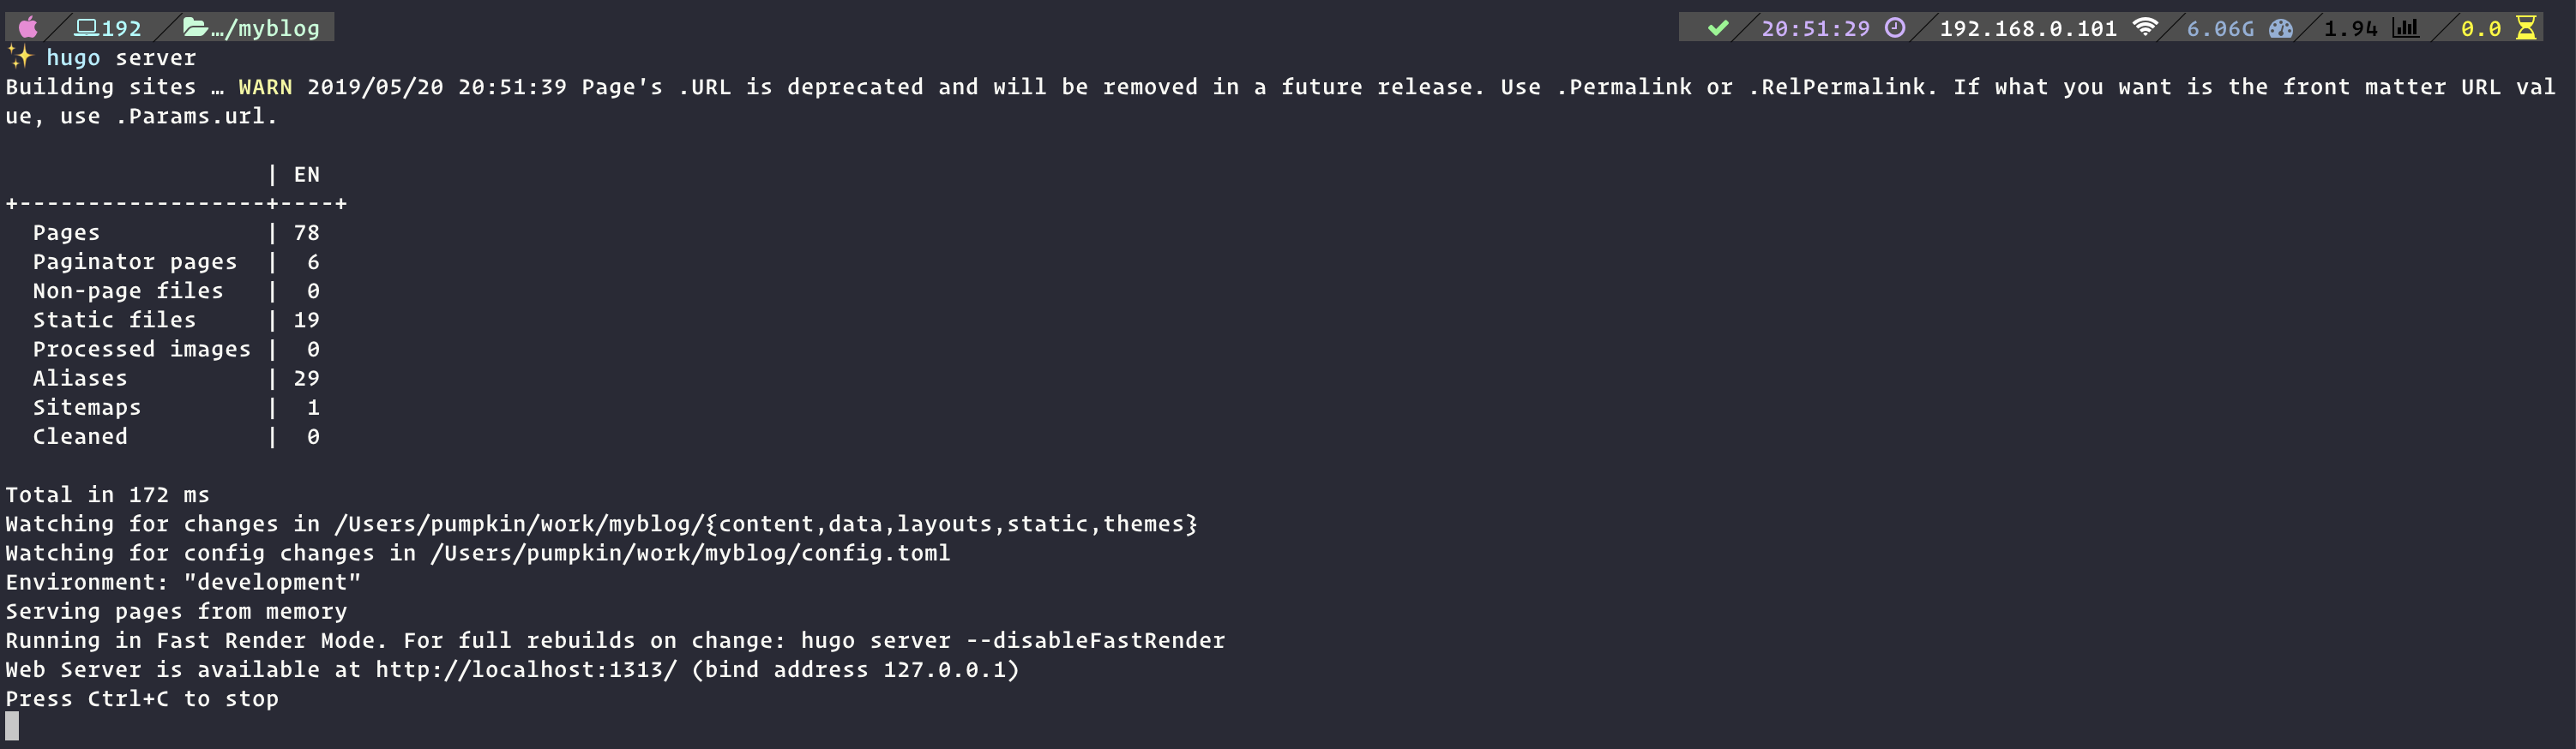 192 …/myblog 20:51:29 192.168.0.101 6.06G 1.94 0.0
hugo server
Building sites … WARN 2019/05/20 20:51:39 Page's .URL is deprecated and will be removed in a future release. Use .Permalink or .RelPermalink. If what you want is the front matter URL val
ue, use .Params.url.
| EN
+------------------+----+
Pages | 78
Paginator pages | 6
Non-page files | 0
Static files | 19
Processed images | 0
Aliases | 29
Sitemaps | 1
Cleaned | 0
Total in 172 ms
Watching for changes in /Users/pumpkin/work/myblog/{content,data,layouts,static,themes}
Watching for config changes in /Users/pumpkin/work/myblog/config.toml
Environment: "development"
Serving pages from memory
Running in Fast Render Mode. For full rebuilds on change: hugo server --disableFastRender
Web Server is available at http://localhost:1313/ (bind address 127.0.0.1)
Press Ctrl+C to stop